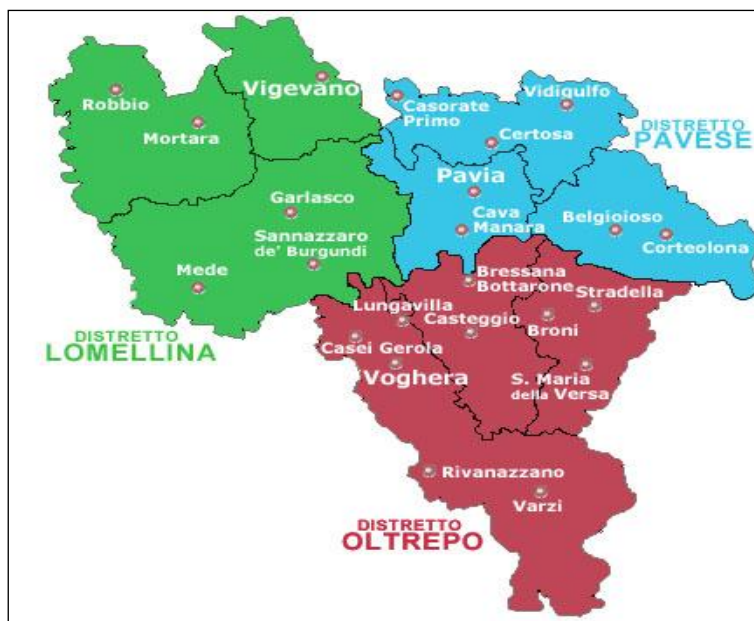 Robbio
Mortara
Vigevano
Casorate
Primo
Vidigulfo
Certosa
DISTRETTO
PAVESE
Garlasco
Sannazzaro
de' Burgundi
Mede
Pavia
Cava
Manara
Belgioioso
Corteolona
DISTRETTO
LOMELLINA
Bressana
Bottarone
Lungavilla
Casteggio
Stradella
Broni
Casei Gerola
Voghera
S. Maria
della Versa
Rivanazzano
Varzi
DISTRETTO
OLTREPO